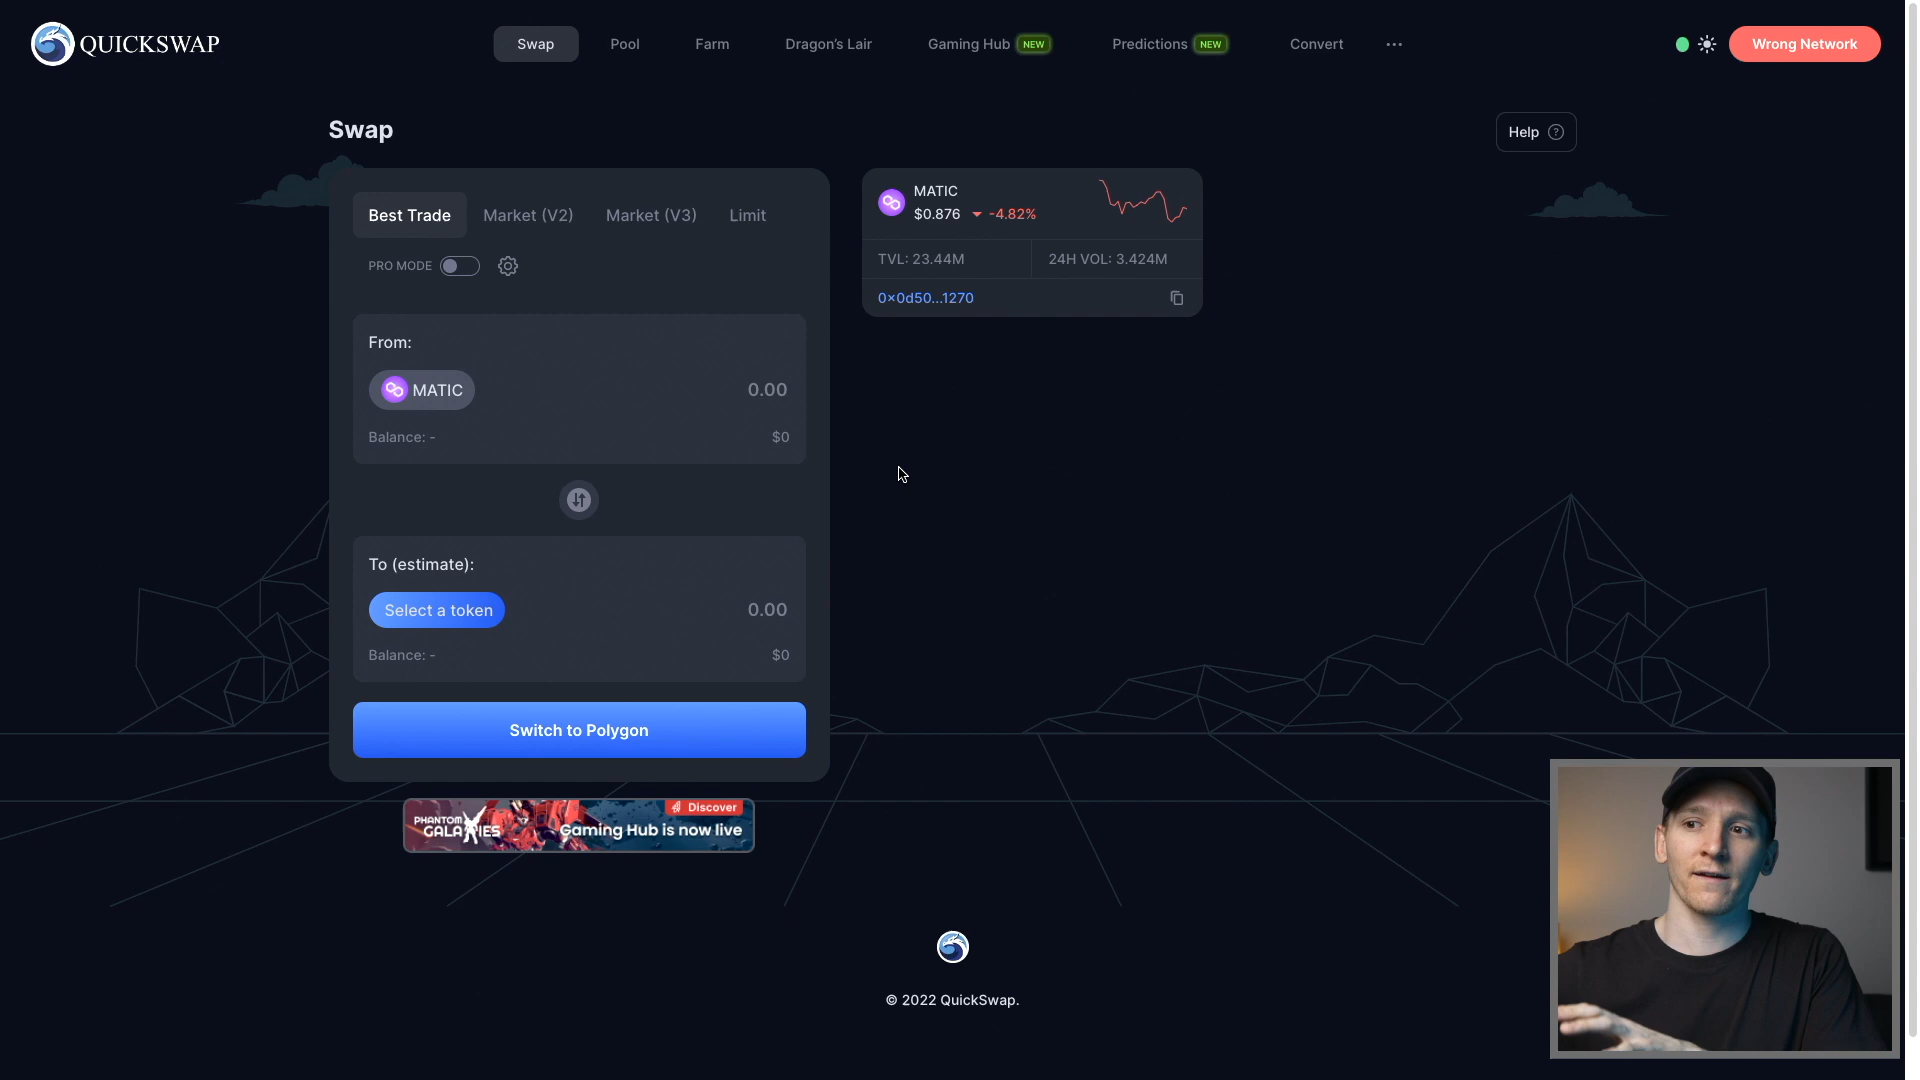 QUICKSWAP
Swap
Pool
Farm
Dragon's Lair
Gaming Hub NEW
Predictions NEW
Convert
Wrong Network
Swap
Help
Best Trade
Market (V2)
Market (V3)
Limit
PRO MODE
From:
MATIC
0.00
Balance: -
$0
To (estimate):
Select a token
0.00
Balance: -
$0
Switch to Polygon
MATIC
$0.876
-4.82%
TVL: 23.44M
24H VOL: 3.424M
0x0d50...1270
PHANTOM
GALAXIES
Discover
Gaming Hub is now live
© 2022 QuickSwap.